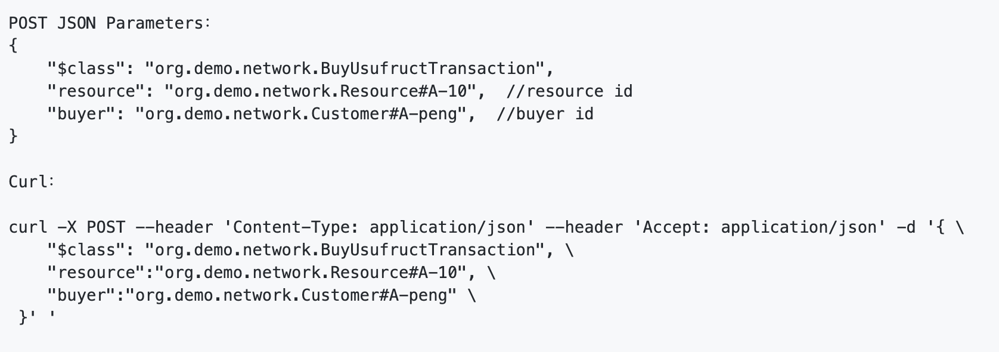 POST JSON Parameters:
{
    "$class": "org.demo.network.BuyUsufructTransaction",
    "resource": "org.demo.network.Resource#A-10",  //resource id
    "buyer": "org.demo.network.Customer#A-peng",  //buyer id
}

Curl:

curl -X POST --header 'Content-Type: application/json' --header 'Accept: application/json' -d '{ \
    "$class": "org.demo.network.BuyUsufructTransaction", \
    "resource":"org.demo.network.Resource#A-10", \
    "buyer":"org.demo.network.Customer#A-peng" \
 }' '